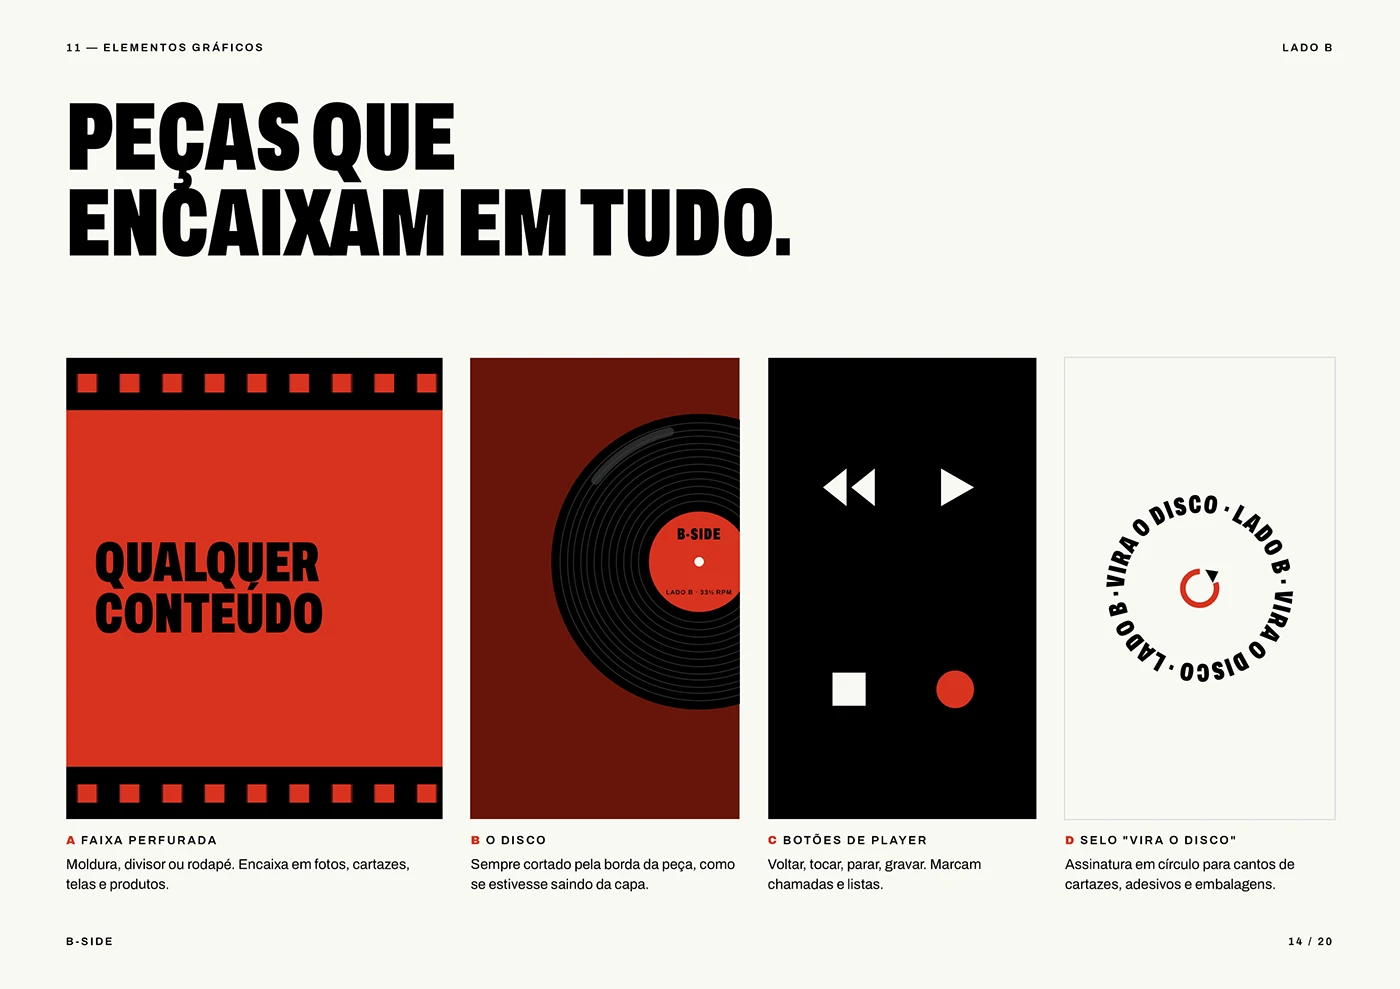 11 — ELEMENTOS GRÁFICOS
LADO B
PEÇAS QUE
ENCAIXAM EM TUDO.
QUALQUER
CONTEÚDO
A FAIXA PERFURADA
Moldura, divisor ou rodapé. Encaixa em fotos, cartazes,
telas e produtos.
B-SIDE
LADO B · 33⅓ RPM
B O DISCO
Sempre cortado pela borda da peça, como
se estivesse saindo da capa.
C BOTÕES DE PLAYER
Voltar, tocar, parar, gravar. Marcam
chamadas e listas.
VIRA O DISCO · LADO B · VIRA O DISCO · LADO B ·
D SELO "VIRA O DISCO"
Assinatura em círculo para cantos de
cartazes, adesivos e embalagens.
B-SIDE
14 / 20